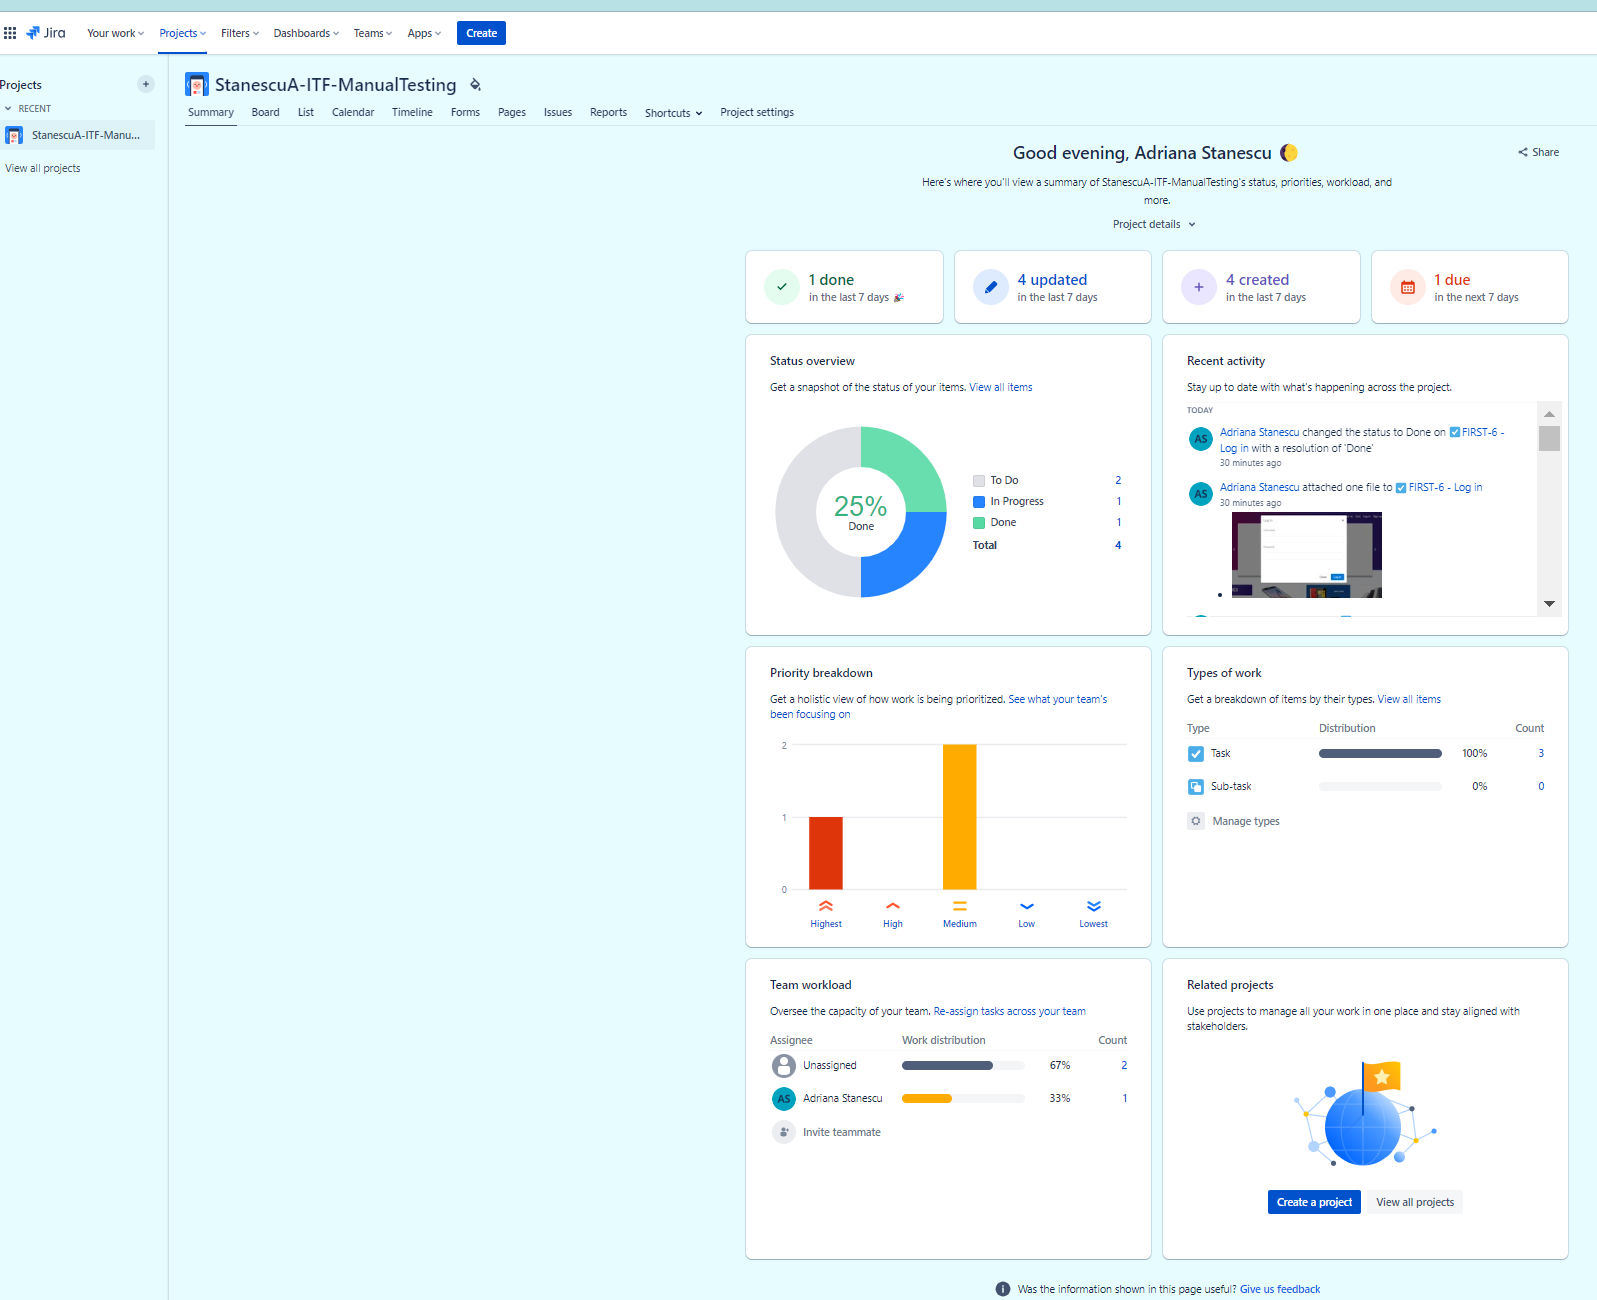 Jira
Your work
Projects
Filters
Dashboards
Teams
Apps
Create
Projects
RECENT
StanescuA-ITF-Manu...
View all projects
StanescuA-ITF-ManualTesting
Summary
Board
List
Calendar
Timeline
Forms
Pages
Issues
Reports
Shortcuts
Project settings
Good evening, Adriana Stanescu
Share
Here's where you'll view a summary of StanescuA-ITF-ManualTesting's status, priorities, workload, and
more.
Project details
1 done
in the last 7 days
4 updated
in the last 7 days
4 created
in the last 7 days
1 due
in the next 7 days
Status overview
Get a snapshot of the status of your items. View all items
25%
Done
To Do 2
In Progress 1
Done 1
Total 4
Recent activity
Stay up to date with what's happening across the project.
TODAY
AS
Adriana Stanescu changed the status to Done on FIRST-6 -
Log in with a resolution of 'Done'
30 minutes ago
AS
Adriana Stanescu attached one file to FIRST-6 - Log in
30 minutes ago
Priority breakdown
Get a holistic view of how work is being prioritized. See what your team's
been focusing on
2
1
0
Highest
High
Medium
Low
Lowest
Types of work
Get a breakdown of items by their types. View all items
Type Distribution Count
Task 100% 3
Sub-task 0% 0
Manage types
Team workload
Oversee the capacity of your team. Re-assign tasks across your team
Assignee Work distribution Count
Unassigned 67% 2
AS Adriana Stanescu 33% 1
Invite teammate
Related projects
Use projects to manage all your work in one place and stay aligned with
stakeholders.
Create a project
View all projects
Was the information shown in this page useful? Give us feedback